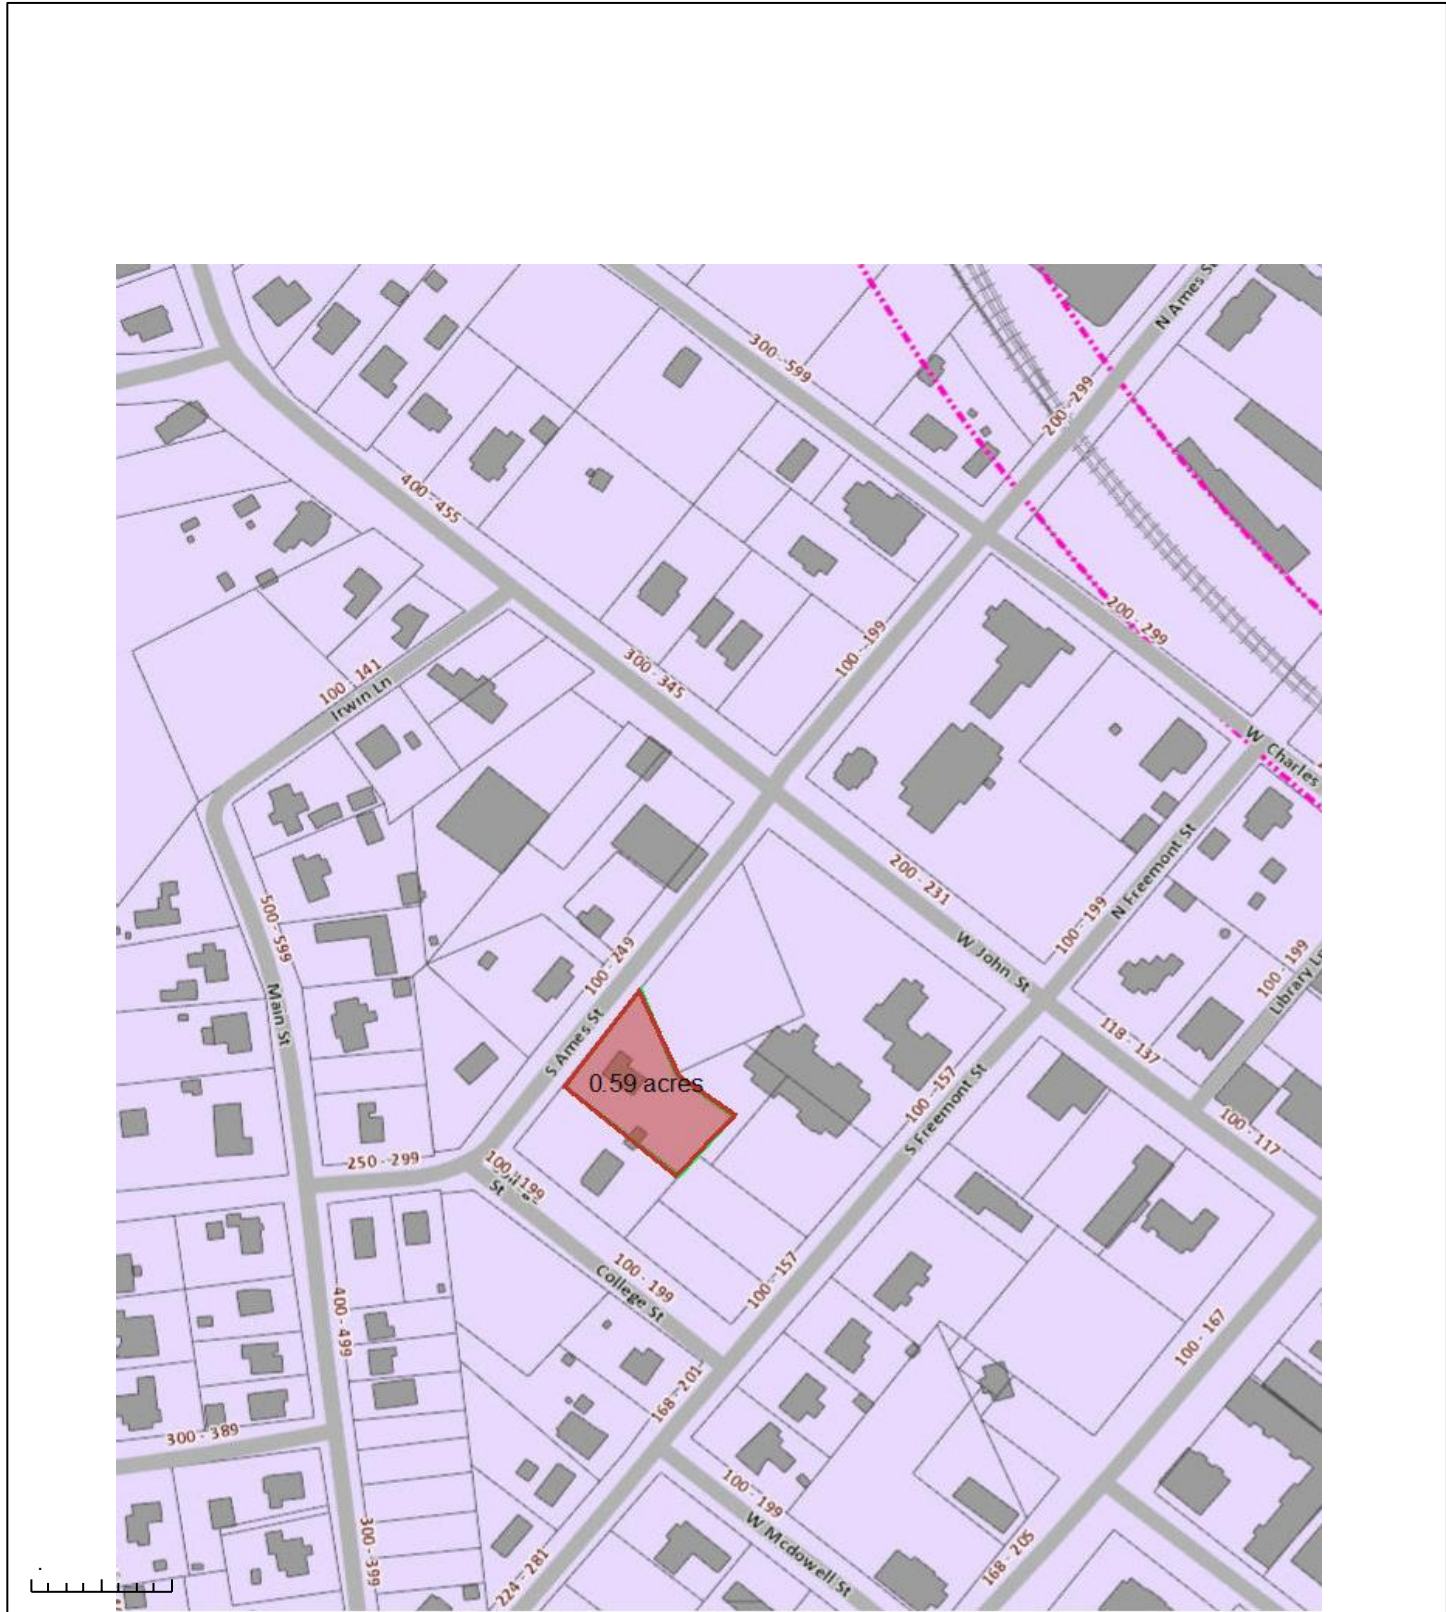 N Ames St
300 - 599
200 - 299
400 - 455
200 - 299
100 - 199
300 - 345
100 - 141
Irwin Ln
W Charles
N Freemont St
200 - 231
100 - 199
500 - 599
100 - 249
W John St
100 - 199
Library Ln
Main St
S Ames St
118 - 137
0.59 acres
100 - 157
S Freemont St
100 - 117
250 - 299
100 - 199
St
100 - 199
College St
100 - 157
400 - 499
100 - 167
168 - 201
300 - 389
100 - 199
W Mcdowell St
300 - 399
168 - 205
224 - 281